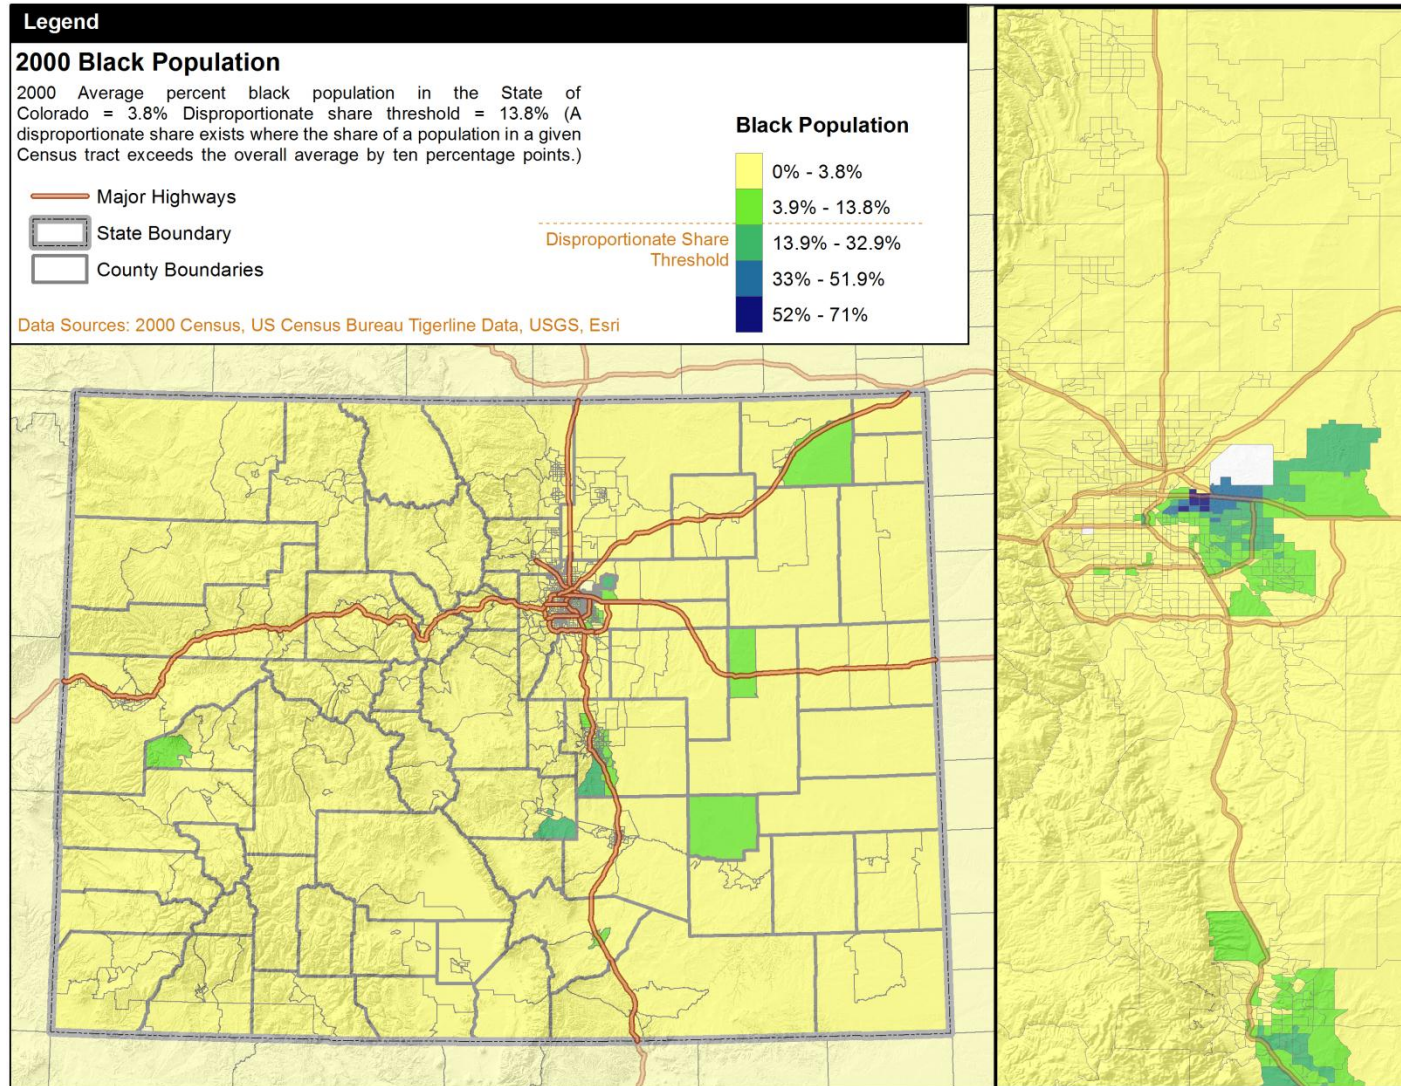 Legend
2000 Black Population
2000 Average percent black population in the State of
Colorado = 3.8% Disproportionate share threshold = 13.8% (A
disproportionate share exists where the share of a population in a given
Census tract exceeds the overall average by ten percentage points.)
Major Highways
State Boundary
County Boundaries
Data Sources: 2000 Census, US Census Bureau Tigerline Data, USGS, Esri
Black Population
0% - 3.8%
3.9% - 13.8%
Disproportionate Share
Threshold
13.9% - 32.9%
33% - 51.9%
52% - 71%